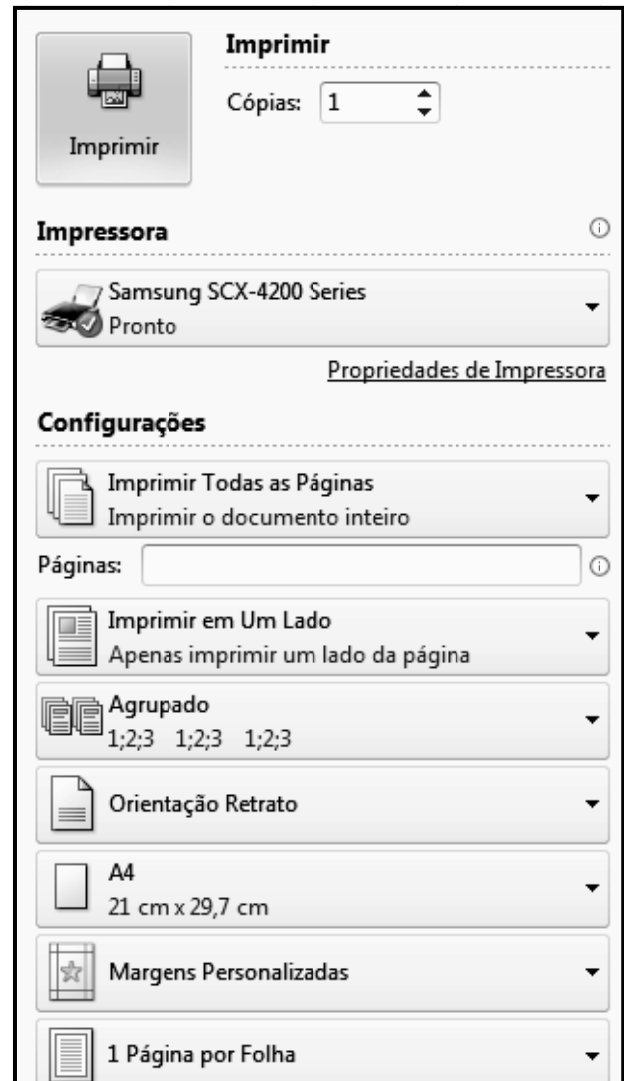 Imprimir
Cópias: 1
Imprimir
Impressora
Samsung SCX-4200 Series
Pronto
Propriedades de Impressora
Configurações
Imprimir Todas as Páginas
Imprimir o documento inteiro
Páginas:
Imprimir em Um Lado
Apenas imprimir um lado da página
Agrupado
1;2;3 1;2;3 1;2;3
Orientação Retrato
A4
21 cm x 29,7 cm
Margens Personalizadas
1 Página por Folha